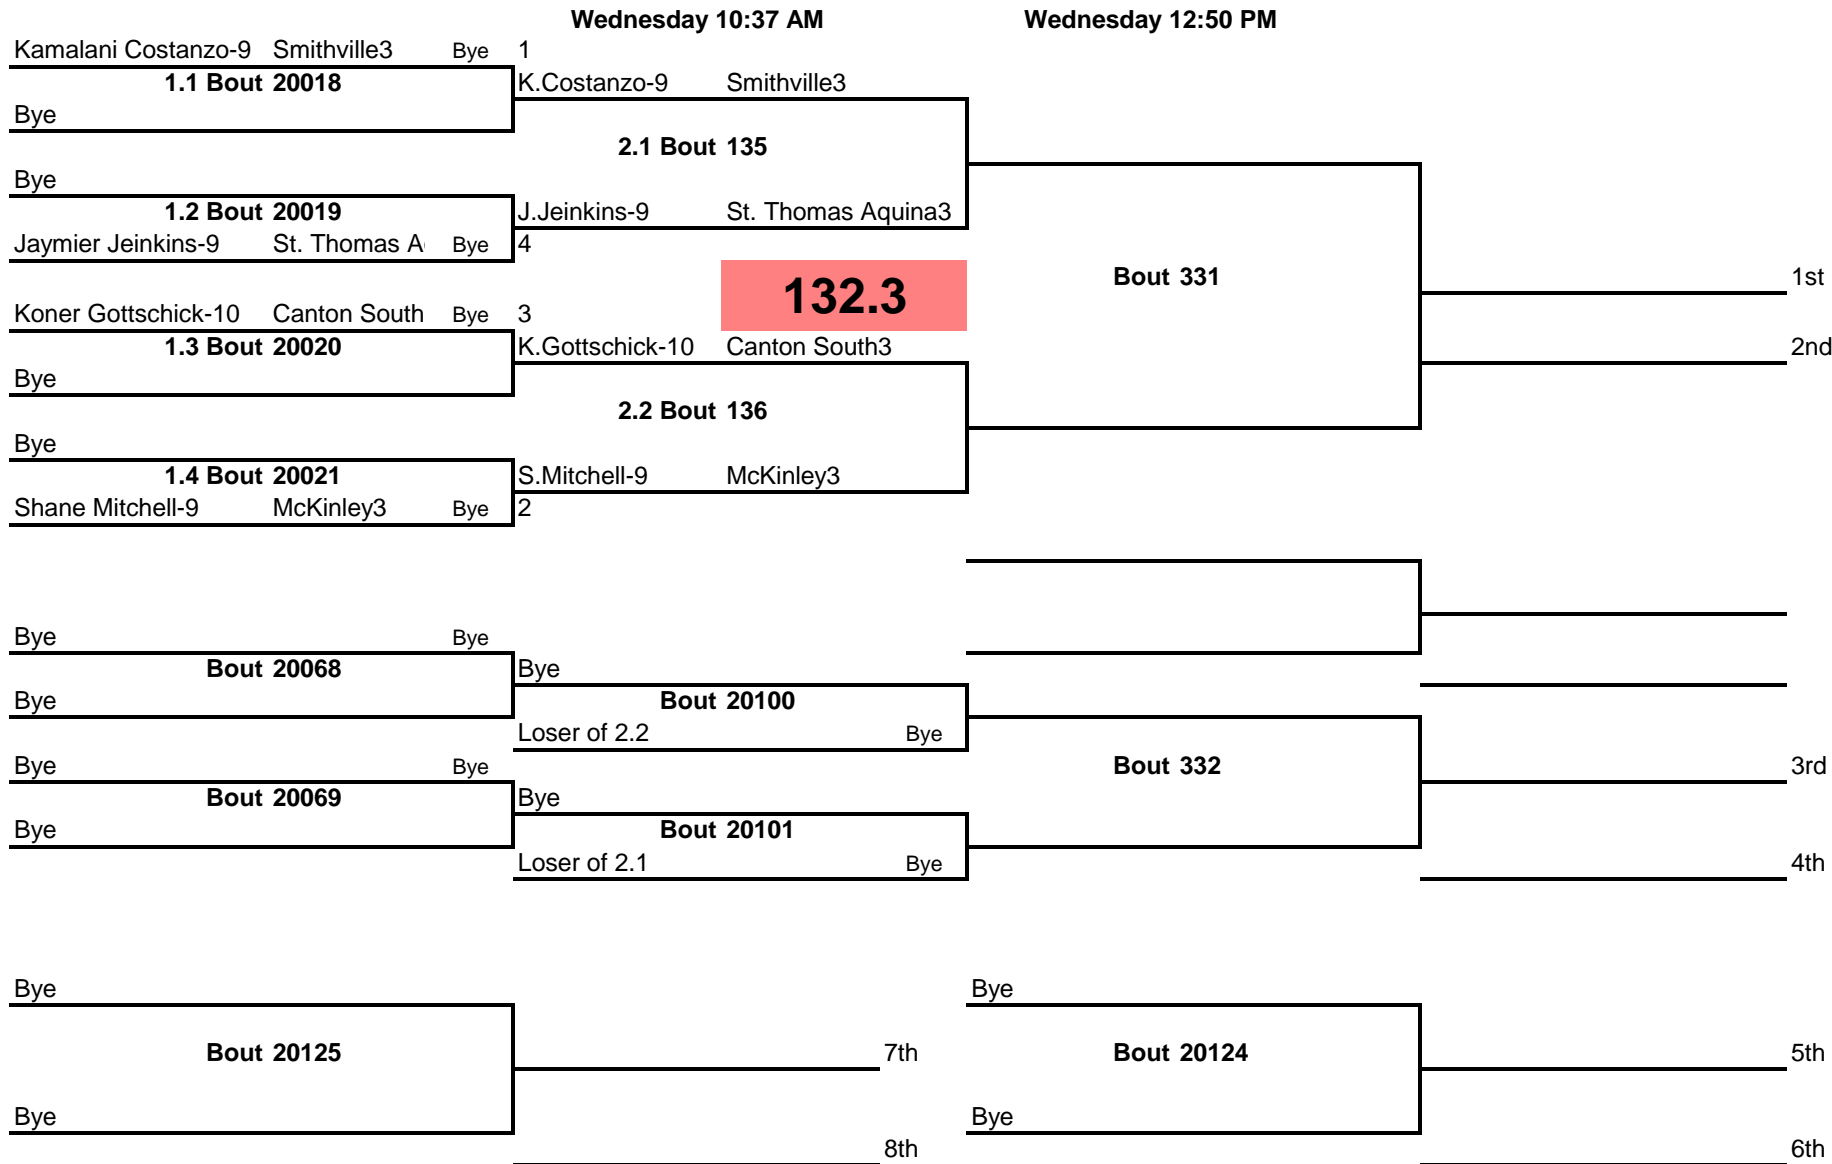 Wednesday 10:37 AM Wednesday 12:50 PM
Kamalani Costanzo-9 Smithville3 Bye 1
1.1 Bout 20018 K.Costanzo-9 Smithville3
Bye
2.1 Bout 135
Bye
1.2 Bout 20019 J.Jeinkins-9 St. Thomas Aquina3
Jaymier Jeinkins-9 St. Thomas A Bye 4
132.3 Bout 331 1st
Koner Gottschick-10 Canton South Bye 3
1.3 Bout 20020 K.Gottschick-10 Canton South3 2nd
Bye
2.2 Bout 136
Bye
1.4 Bout 20021 S.Mitchell-9 McKinley3
Shane Mitchell-9 McKinley3 Bye 2
Bye Bye
Bout 20068 Bye
Bye Bout 20100
Loser of 2.2 Bye
Bye Bye Bout 332 3rd
Bout 20069 Bye
Bye Bout 20101
Loser of 2.1 Bye 4th
Bye Bye
Bout 20125 7th Bout 20124 5th
Bye Bye
8th 6th